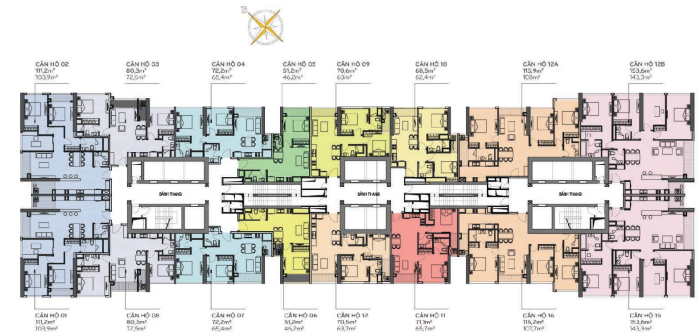 CĂN HỘ 02
111,2m²
103,9m²
CĂN HỘ 03
80,3m²
72,5m²
CĂN HỘ 04
72,2m²
65,4m²
CĂN HỘ 05
51,2m²
46,2m²
CĂN HỘ 09
70,6m²
63m²
CĂN HỘ 10
68,5m²
62,4m²
CĂN HỘ 12A
115,9m²
108m²
CĂN HỘ 12B
153,6m²
143,3m²
SẢNH THANG
SẢNH THANG
CĂN HỘ 01
111,2m²
103,9m²
CĂN HỘ 08
80,3m²
72,5m²
CĂN HỘ 07
72,2m²
65,4m²
CĂN HỘ 06
51,2m²
46,2m²
CĂN HỘ 12
70,5m²
63,7m²
CĂN HỘ 11
71,1m²
65,7m²
CĂN HỘ 16
116,2m²
107,7m²
CĂN HỘ 15
153,6m²
143,3m²